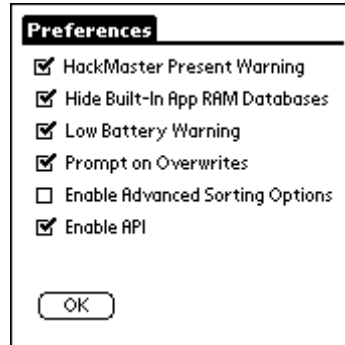 Preferences
HackMaster Present Warning
Hide Built-In App RAM Databases
Low Battery Warning
Prompt on Overwrites
Enable Advanced Sorting Options
Enable API
OK